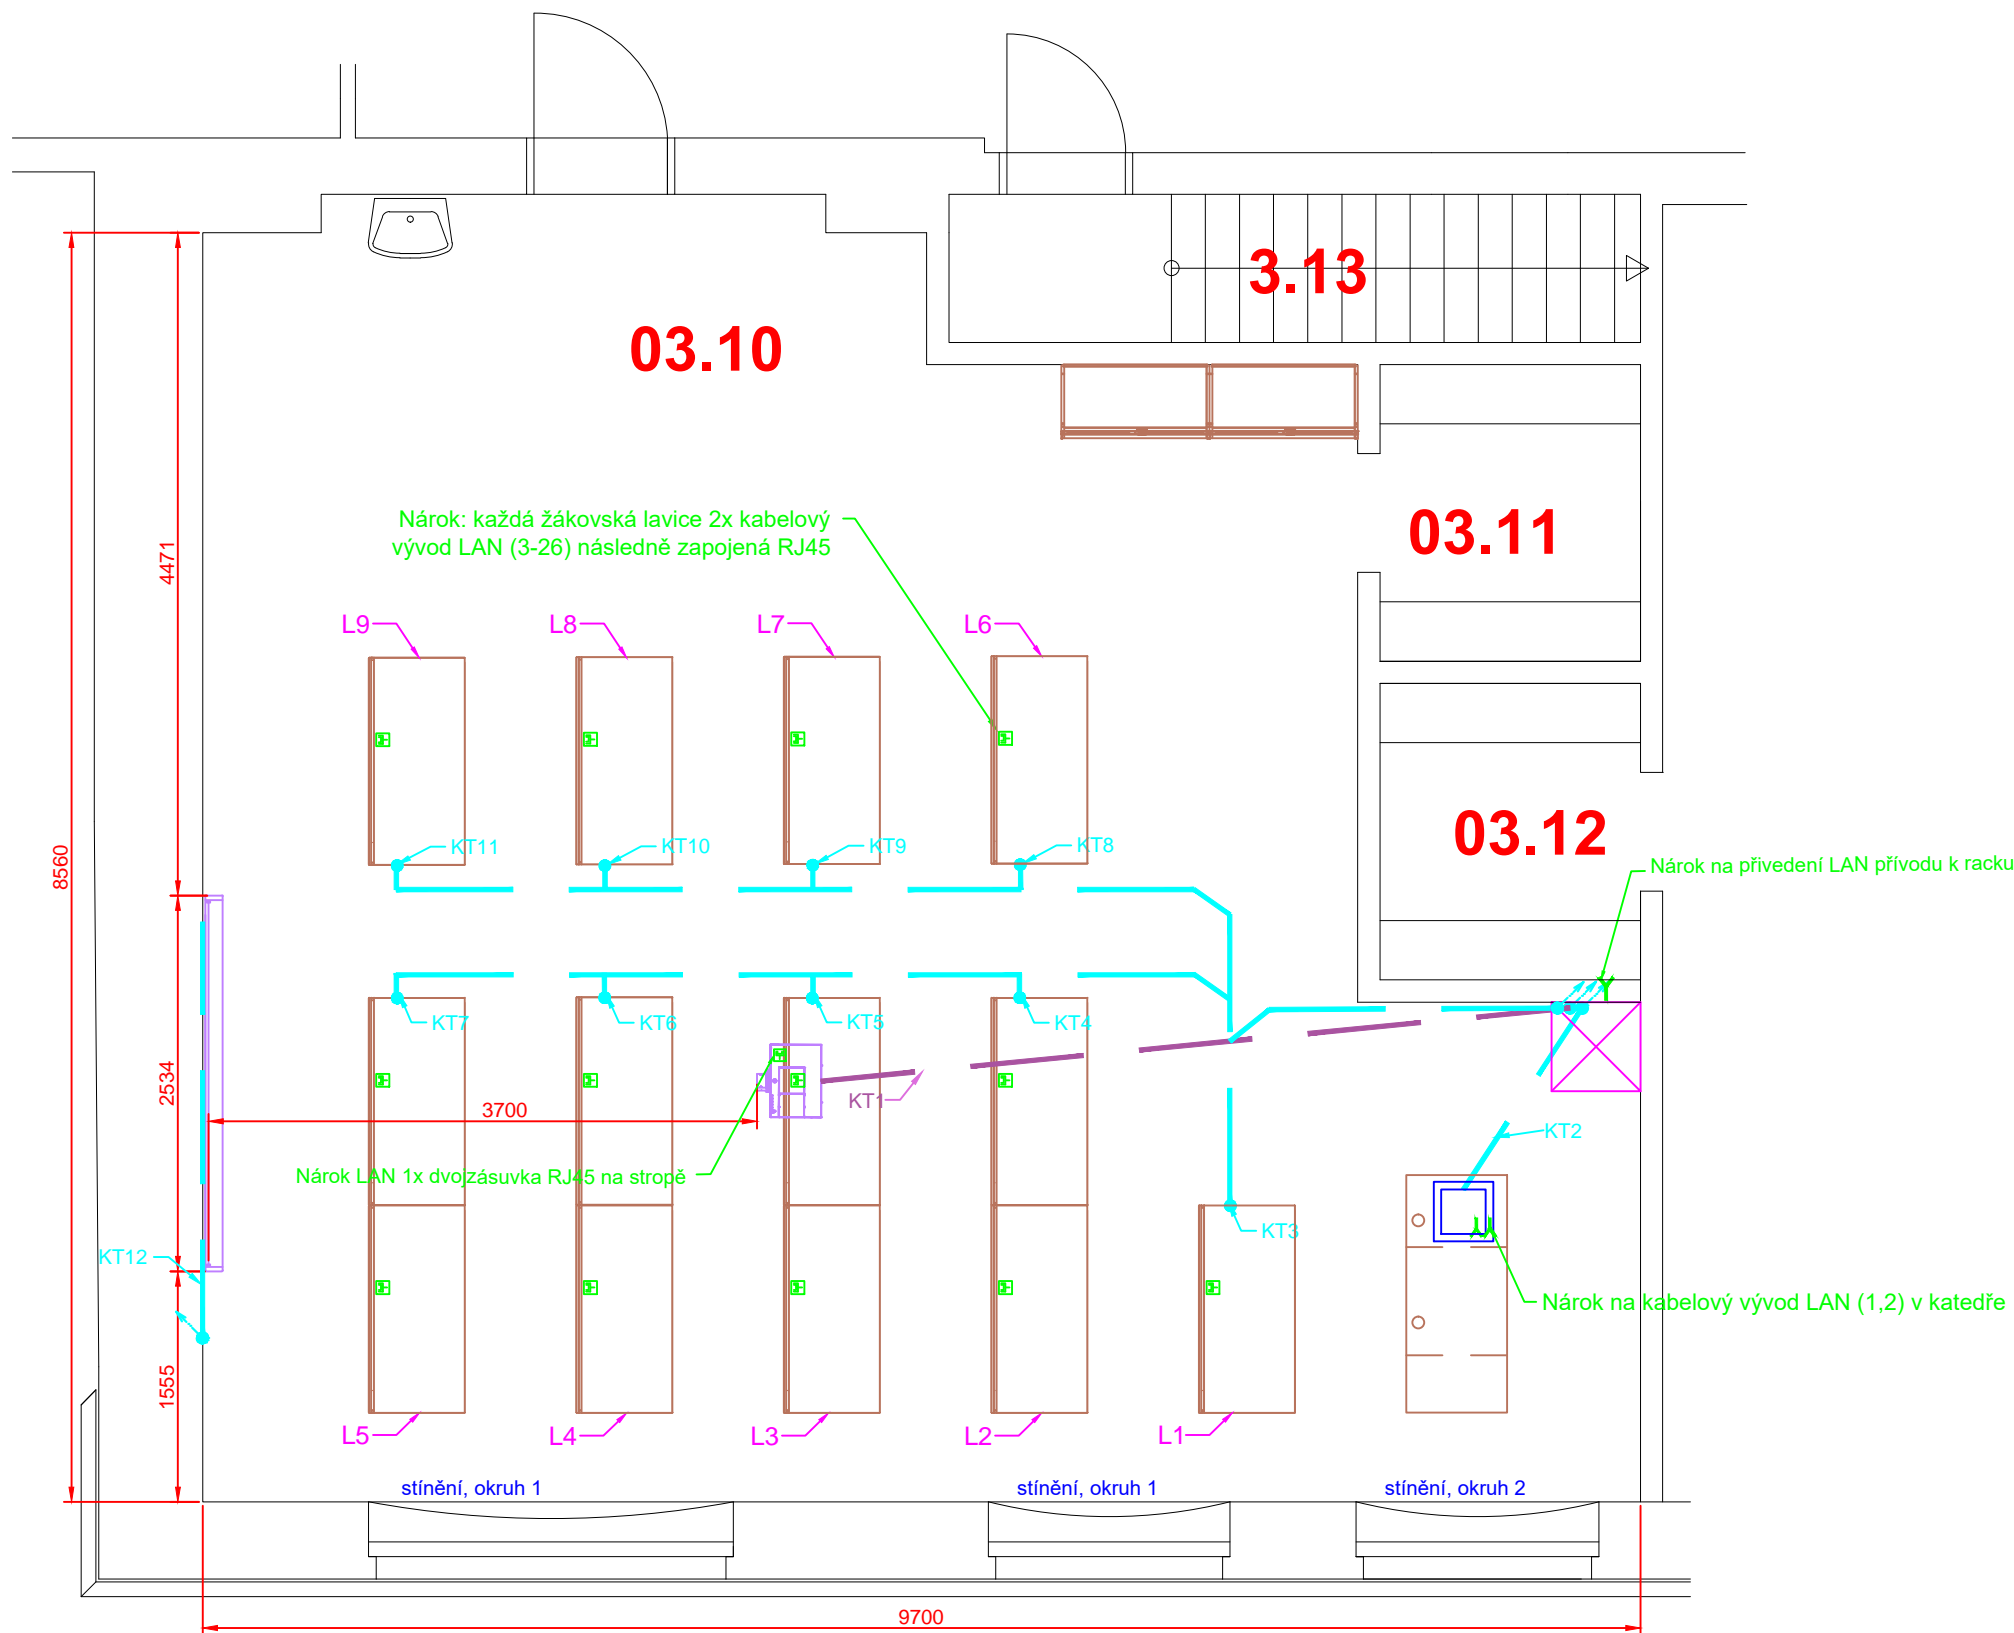 3.13
03.10
Nárok: každá žákovská lavice 2x kabelový
vývod LAN (3-26) následně zapojená RJ45
03.11
4471
L9
L8
L7
L6
03.12
KT11
KT10
KT9
KT8
Nárok na přivedení LAN přívodu k racku
8560
KT7
KT6
KT5
KT4
2534
3700
KT1
KT2
Nárok LAN 1x dvojzásuvka RJ45 na stropě
KT12
KT3
Nárok na kabelový vývod LAN (1,2) v katedře
1555
L5
L4
L3
L2
L1
stínění, okruh 1
stínění, okruh 1
stínění, okruh 2
9700